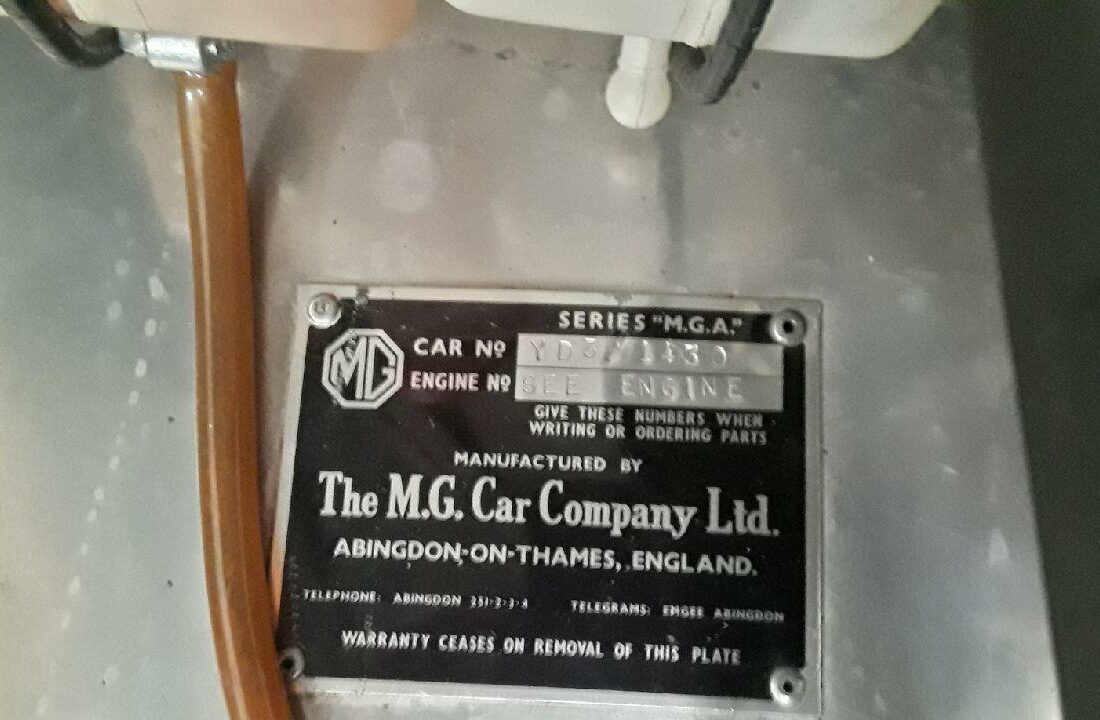 SERIES "M.G.A."
MG
CAR Nº YD3/1430
ENGINE Nº SEE ENGINE
GIVE THESE NUMBERS WHEN
WRITING OR ORDERING PARTS
MANUFACTURED BY
The M.G. Car Company Ltd.
ABINGDON-ON-THAMES, ENGLAND.
TELEPHONE: ABINGDON 251-2-3-4 TELEGRAMS: EMGEE ABINGDON
WARRANTY CEASES ON REMOVAL OF THIS PLATE